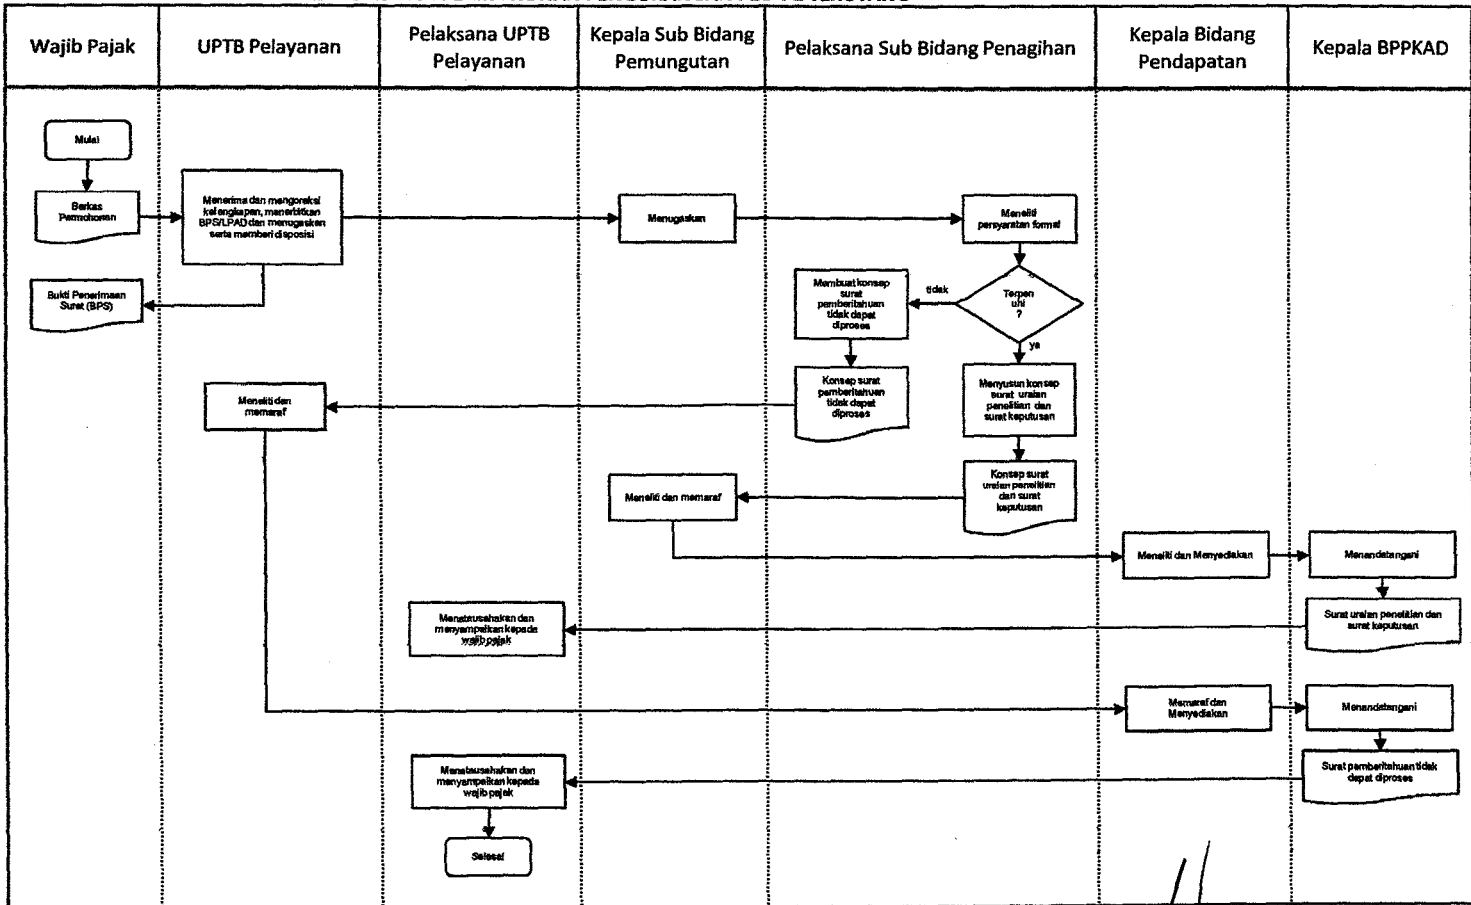 Wajib Pajak
UPTB Pelayanan
Pelaksana UPTB
Pelayanan
Kepala Sub Bidang
Pemungutan
Pelaksana Sub Bidang Penagihan
Kepala Bidang
Pendapatan
Kepala BPPKAD
Mulai
Berkas
Permohonan
Menerima dan mengoreksi
kelengkapan, menerbitkan
BPS/LPAD dan menugaskan
serta memberi disposisi
Menugaskan
Meneliti
persyaratan formal
Bukti Penerimaan
Surat (BPS)
Membuat konsep
surat
pemberitahuan
tidak dapat
diproses
tidak
Terpen
uhi
?
ya
Meneliti dan
memaraf
Konsep surat
pemberitahuan
tidak dapat
diproses
Menyusun konsep
surat uraian
penelitian dan
surat keputusan
Meneliti dan memaraf
Konsep surat
uraian penelitian
dan surat
keputusan
Meneliti dan Menyediakan
Menandatangani
Menatausahakan dan
menyampaikan kepada
wajib pajak
Surat uraian penelitian dan
surat keputusan
Memaraf dan
Menyediakan
Menandatangani
Menatausahakan dan
menyampaikan kepada
wajib pajak
Surat pemberitahuan tidak
dapat diproses
Selesai